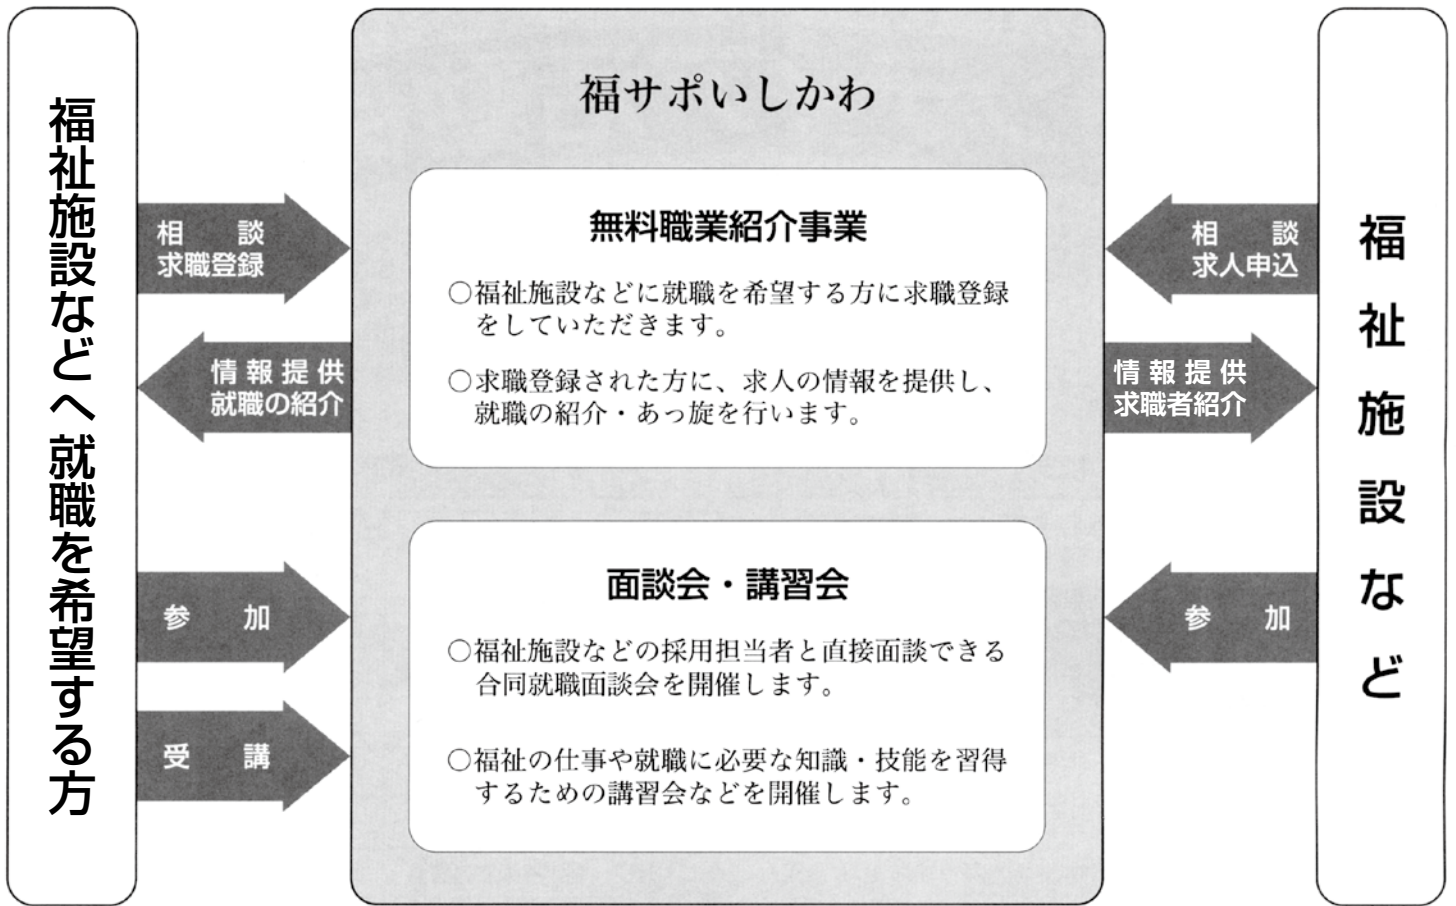 福祉施設などへ就職を希望する方
相談
求職登録
情報提供
就職の紹介
参加
受講
福サポいしかわ
無料職業紹介事業
○福祉施設などに就職を希望する方に求職登録
をしていただきます。
○求職登録された方に、求人の情報を提供し、
就職の紹介・あっ旋を行います。
面談会・講習会
○福祉施設などの採用担当者と直接面談できる
合同就職面談会を開催します。
○福祉の仕事や就職に必要な知識・技能を習得
するための講習会などを開催します。
相談
求人申込
情報提供
求職者紹介
参加
福祉施設など